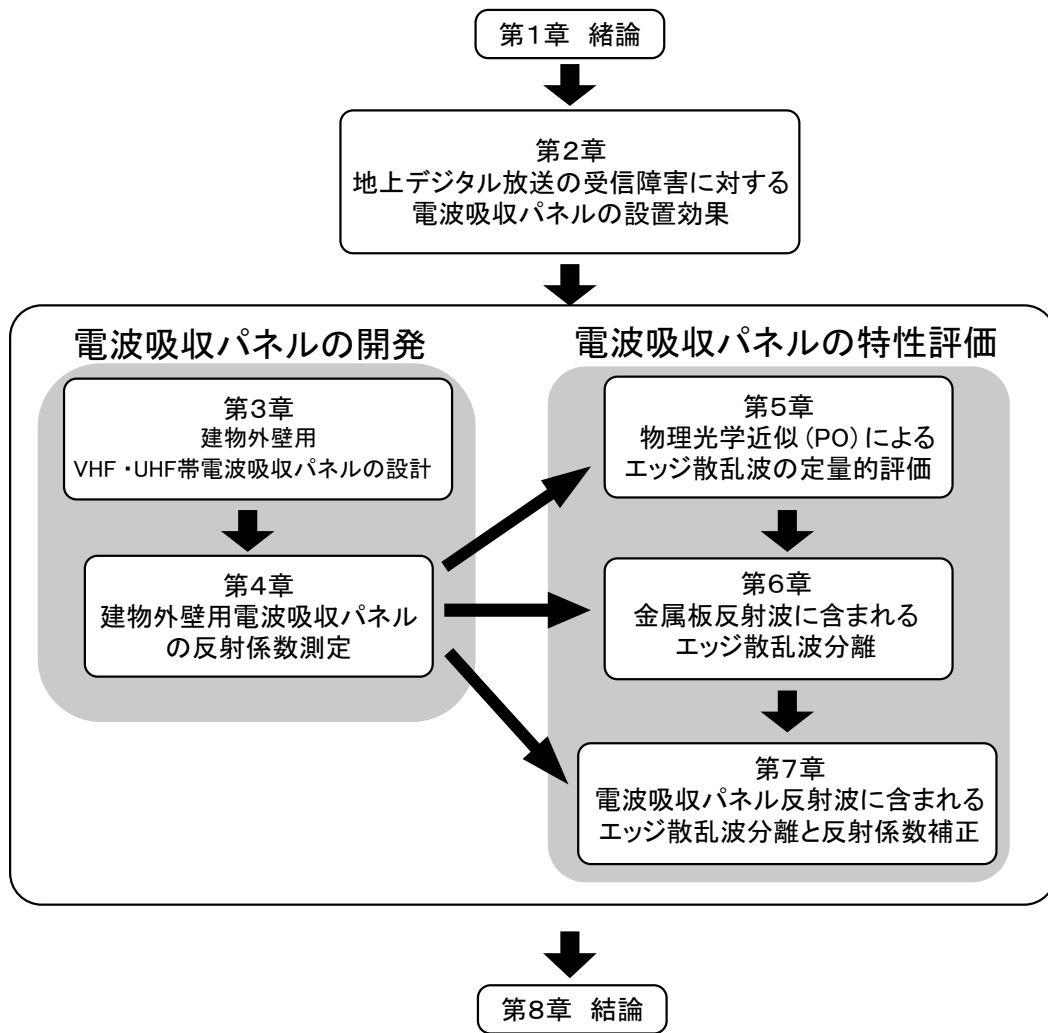 第1章 緒論
第2章
地上デジタル放送の受信障害に対する
電波吸収パネルの設置効果
電波吸収パネルの開発
第3章
建物外壁用
VHF・UHF帯電波吸収パネルの設計
第4章
建物外壁用電波吸収パネル
の反射係数測定
電波吸収パネルの特性評価
第5章
物理光学近似(PO)による
エッジ散乱波の定量的評価
第6章
金属板反射波に含まれる
エッジ散乱波分離
第7章
電波吸収パネル反射波に含まれる
エッジ散乱波分離と反射係数補正
第8章 結論